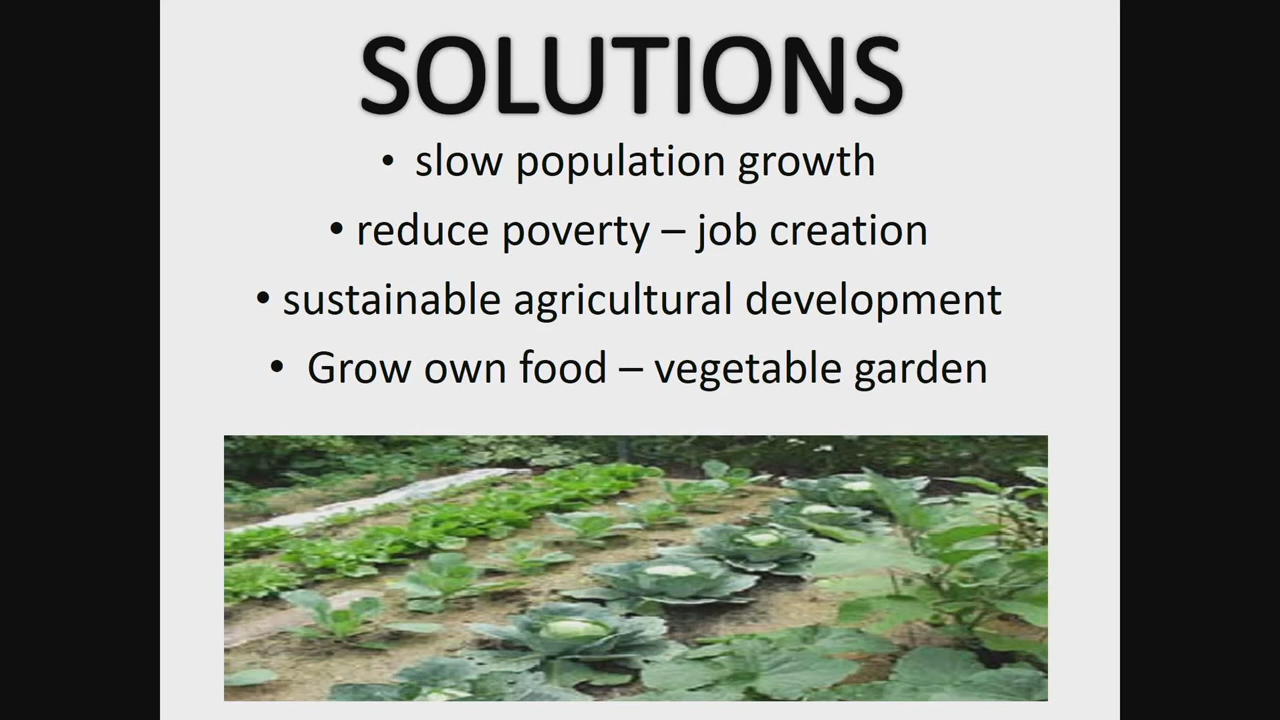 SOLUTIONS
• slow population growth
• reduce poverty – job creation
• sustainable agricultural development
• Grow own food – vegetable garden